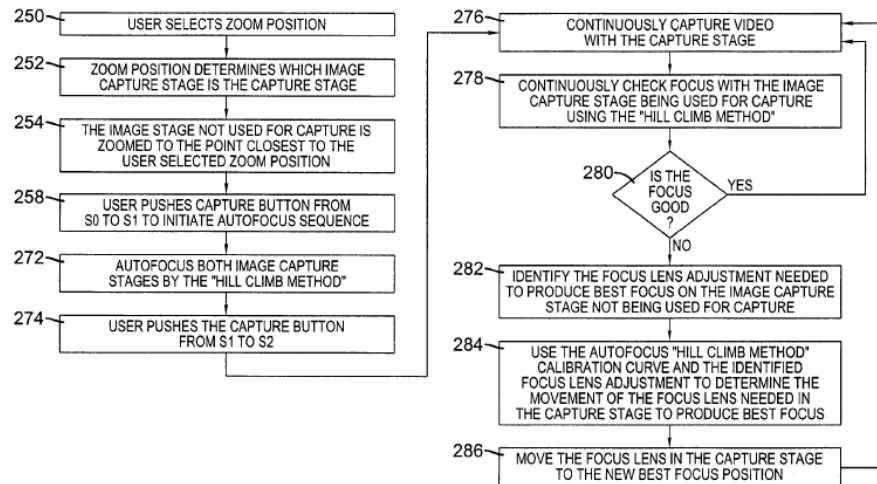 250
USER SELECTS ZOOM POSITION
252
ZOOM POSITION DETERMINES WHICH IMAGE
CAPTURE STAGE IS THE CAPTURE STAGE
254
THE IMAGE STAGE NOT USED FOR CAPTURE IS
ZOOMED TO THE POINT CLOSEST TO THE
USER SELECTED ZOOM POSITION
258
USER PUSHES CAPTURE BUTTON FROM
S0 TO S1 TO INITIATE AUTOFOCUS SEQUENCE
272
AUTOFOCUS BOTH IMAGE CAPTURE
STAGES BY THE "HILL CLIMB METHOD"
274
USER PUSHES THE CAPTURE BUTTON
FROM S1 TO S2
276
CONTINUOUSLY CAPTURE VIDEO
WITH THE CAPTURE STAGE
278
CONTINUOUSLY CHECK FOCUS WITH THE IMAGE
CAPTURE STAGE BEING USED FOR CAPTURE
USING THE "HILL CLIMB METHOD"
280
IS THE
FOCUS
GOOD
?
YES
NO
282
IDENTIFY THE FOCUS LENS ADJUSTMENT NEEDED
TO PRODUCE BEST FOCUS ON THE IMAGE CAPTURE
STAGE NOT BEING USED FOR CAPTURE
284
USE THE AUTOFOCUS "HILL CLIMB METHOD"
CALIBRATION CURVE AND THE IDENTIFIED
FOCUS LENS ADJUSTMENT TO DETERMINE THE
MOVEMENT OF THE FOCUS LENS NEEDED IN
THE CAPTURE STAGE TO PRODUCE BEST FOCUS
286
MOVE THE FOCUS LENS IN THE CAPTURE STAGE
TO THE NEW BEST FOCUS POSITION